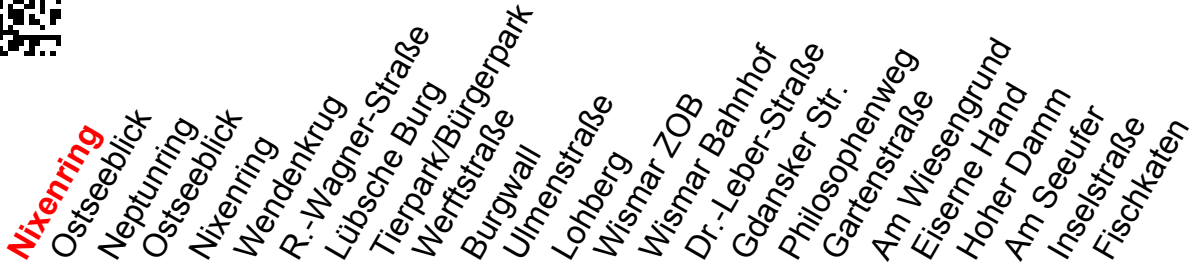 Nixenring
Ostseeblick
Neptunring
Ostseeblick
Nixenring
Wendenkrug
R.-Wagner-Straße
Lübsche Burg
Tierpark/Bürgerpark
Werftstraße
Burgwall
Ulmenstraße
Lohberg
Wismar ZOB
Wismar Bahnhof
Dr.-Leber-Straße
Gdansker Str.
Philosophenweg
Gartenstraße
Am Wiesengrund
Eiserne Hand
Hoher Damm
Am Seeufer
Inselstraße
Fischkaten